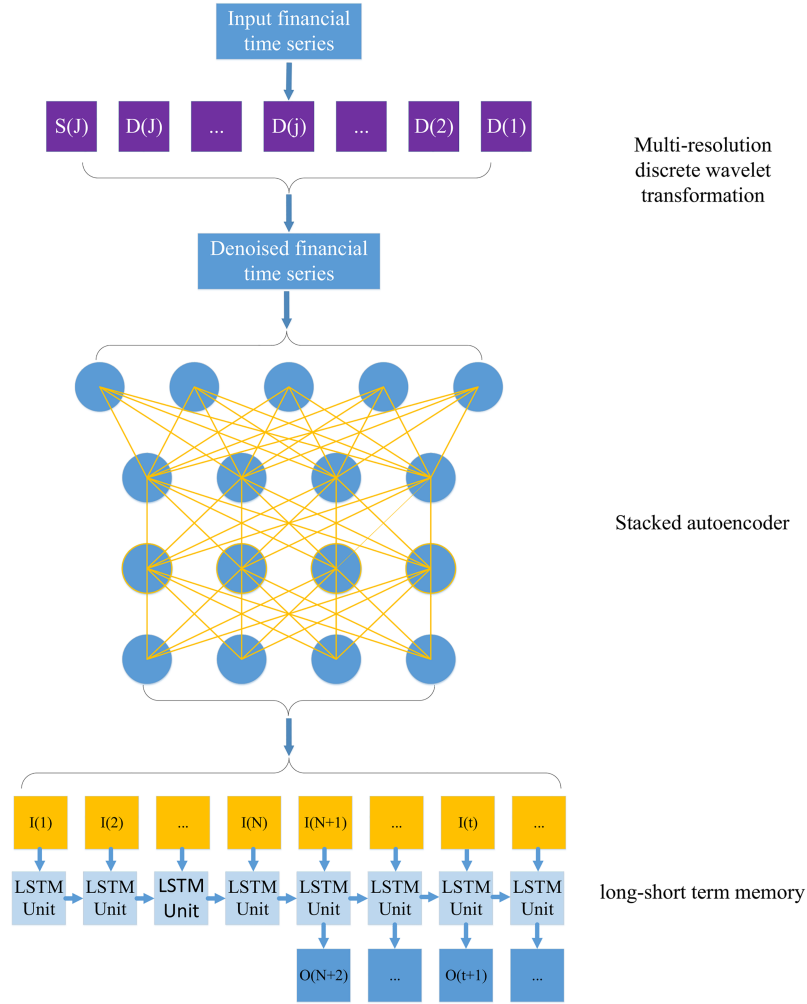 Input financial
time series
S(J) D(J) ... D(j) ... D(2) D(1)
Multi-resolution
discrete wavelet
transformation
Denoised financial
time series
Stacked autoencoder
I(1) I(2) ... I(N) I(N+1) ... I(t) ...
LSTM LSTM LSTM LSTM LSTM LSTM LSTM LSTM
Unit Unit Unit Unit Unit Unit Unit Unit
long-short term memory
O(N+2) ... O(t+1) ...